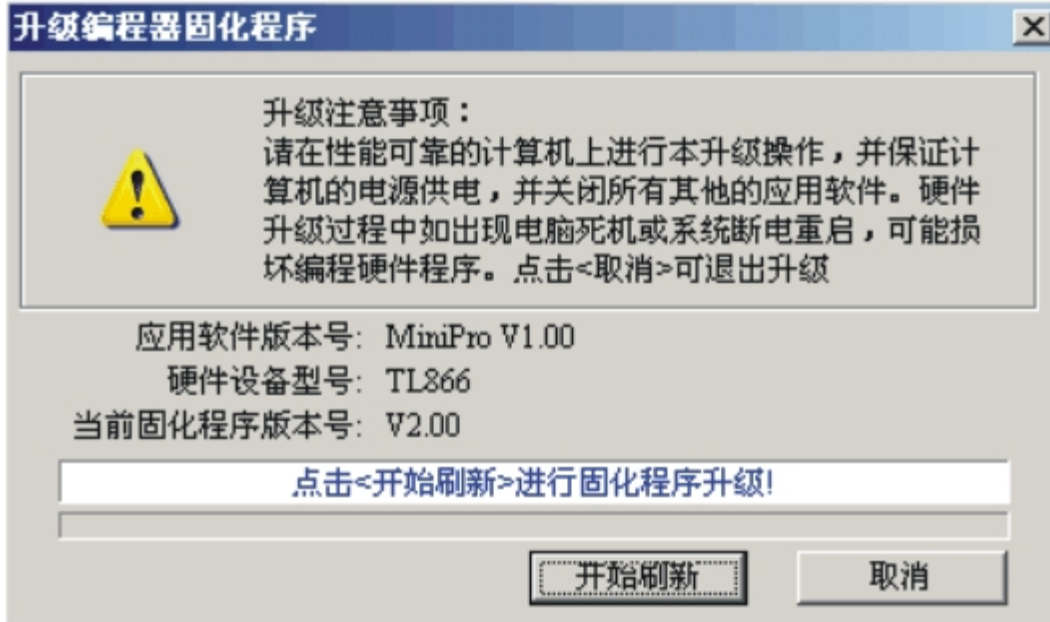 升级编程器固化程序
升级注意事项：
请在性能可靠的计算机上进行本升级操作，并保证计
算机的电源供电，并关闭所有其他的应用软件。硬件
升级过程中如出现电脑死机或系统断电重启，可能损
坏编程硬件程序。点击<取消>可退出升级
应用软件版本号: MiniPro V1.00
硬件设备型号: TL866
当前固化程序版本号: V2.00
点击<开始刷新>进行固化程序升级!
开始刷新 取消